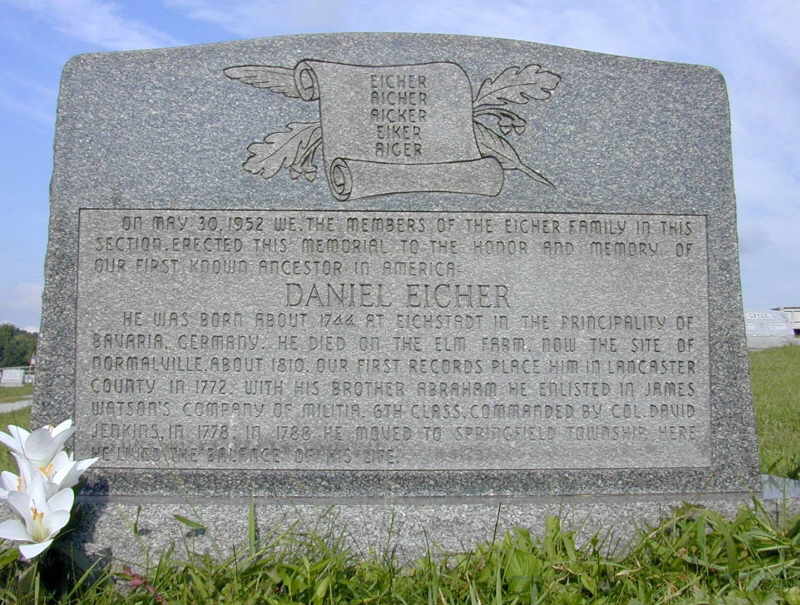 EICHER
AICHER
AICKER
EIKER
AIGER
ON MAY 30, 1952 WE, THE MEMBERS OF THE EICHER FAMILY IN THIS
SECTION, ERECTED THIS MEMORIAL TO THE HONOR AND MEMORY OF
OUR FIRST KNOWN ANCESTOR IN AMERICA:
DANIEL EICHER
HE WAS BORN ABOUT 1744 AT EICHSTADT IN THE PRINCIPALITY OF
BAVARIA, GERMANY. HE DIED ON THE ELM FARM, NOW THE SITE OF
NORMALVILLE, ABOUT 1810. OUR FIRST RECORDS PLACE HIM IN LANCASTER
COUNTY IN 1772. WITH HIS BROTHER ABRAHAM HE ENLISTED IN JAMES
WATSON'S COMPANY OF MILITIA, 6TH CLASS, COMMANDED BY COL. DAVID
JENKINS, IN 1778. IN 1788 HE MOVED TO SPRINGFIELD TOWNSHIP. HERE
HE LIVED THE BALANCE OF HIS LIFE.